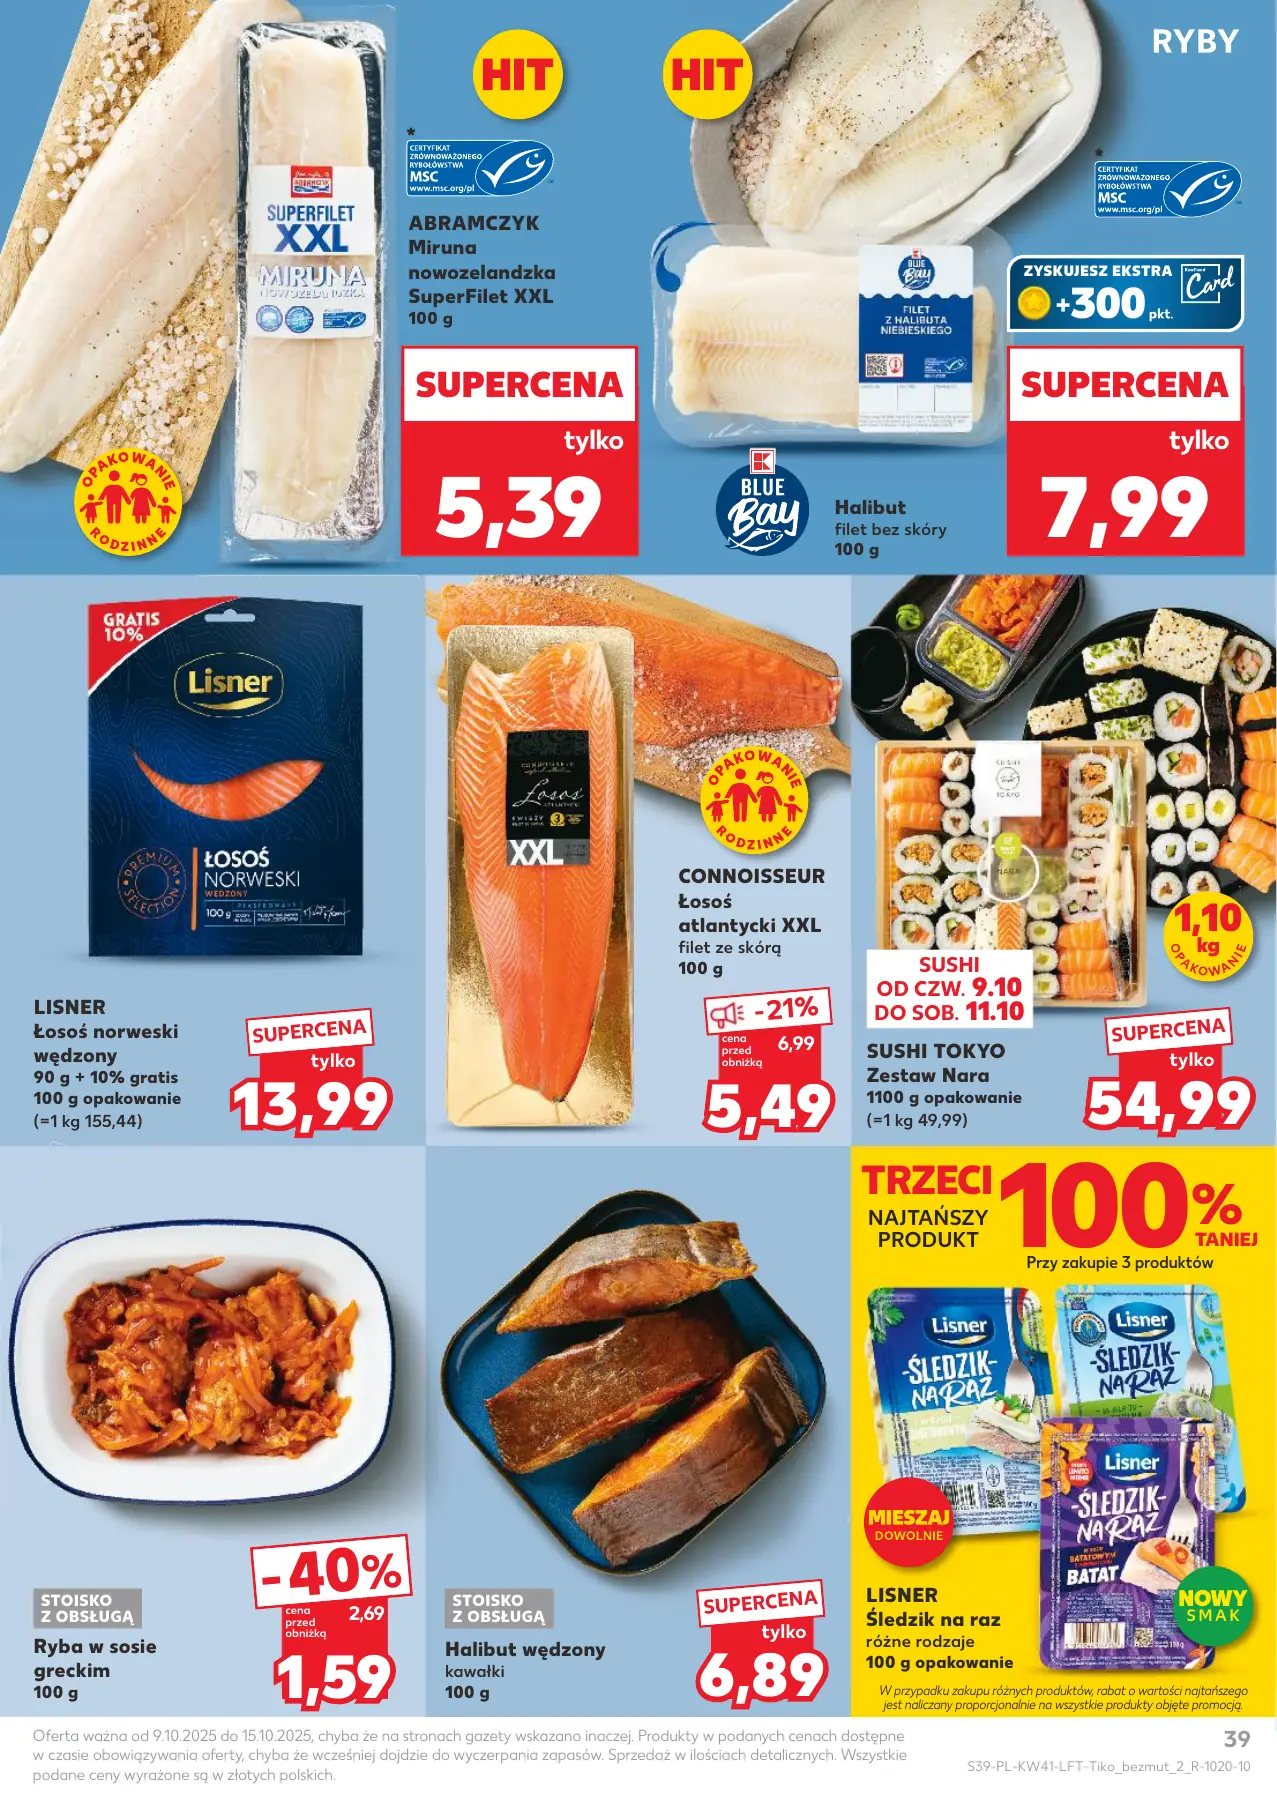 RYBY
HIT
HIT
*
CERTYFIKAT
ZRÓWNOWAŻONEGO
RYBOŁÓWSTWA
MSC
www.msc.org/pl
*
CERTYFIKAT
ZRÓWNOWAŻONEGO
RYBOŁÓWSTWA
MSC
www.msc.org/pl
SUPERFILET
XXL
MIRUNA
NOWOZELANDZKA
ABRAMCZYK
Miruna
nowozelandzka
SuperFilet XXL
100 g
SUPERCENA
tylko
5,39
OPAKOWANIE
RODZINNE
BLUE
Bay
FILET
Z HALIBUTA
NIEBIESKIEGO
ZYSKUJESZ EKSTRA
+300 pkt.
Kaufland
Card
SUPERCENA
tylko
7,99
BLUE
Bay
Halibut
filet bez skóry
100 g
GRATIS
10%
Lisner
PREMIUM
SELECTION
ŁOSOŚ
NORWESKI
WĘDZONY
PLASTROWANY
100 g
LISNER
Łosoś norweski
wędzony
90 g + 10% gratis
100 g opakowanie
(=1 kg 155,44)
SUPERCENA
tylko
13,99
CONNOISSEUR
Łosoś
ATLANTYCKI
XXL
OPAKOWANIE
RODZINNE
CONNOISSEUR
Łosoś
atlantycki XXL
filet ze skórą
100 g
-21%
cena
przed
obniżką
6,99
5,49
SUSHI
TOKYO
NARA
1,10
kg
OPAKOWANIE
SUSHI
OD CZW. 9.10
DO SOB. 11.10
SUSHI TOKYO
Zestaw Nara
1100 g opakowanie
(=1 kg 49,99)
SUPERCENA
tylko
54,99
STOISKO
Z OBSŁUGĄ
Ryba w sosie
greckim
100 g
-40%
cena
przed
obniżką
2,69
1,59
STOISKO
Z OBSŁUGĄ
Halibut wędzony
kawałki
100 g
SUPERCENA
tylko
6,89
TRZECI
NAJTAŃSZY
PRODUKT
100%
TANIEJ
Przy zakupie 3 produktów
Lisner
ŚLEDZIK
NA RAZ
Lisner
ŚLEDZIK
NA RAZ
Lisner
ŚLEDZIK
NA RAZ
BATATOWYM
BATAT
MIESZAJ
DOWOLNIE
NOWY
SMAK
LISNER
Śledzik na raz
różne rodzaje
100 g opakowanie
W przypadku zakupu różnych produktów, rabat o wartości najtańszego
jest naliczany proporcjonalnie na wszystkie produkty objęte promocją.
Oferta ważna od 9.10.2025 do 15.10.2025, chyba że na stronach gazety wskazano inaczej. Produkty w podanych cenach dostępne
w czasie obowiązywania oferty, chyba że wcześniej dojdzie do wyczerpania zapasów. Sprzedaż w ilościach detalicznych. Wszystkie
podane ceny wyrażone są w złotych polskich.
39
S39-PL-KW41-LFT-Tiko_bezmut_2_R-1020-10